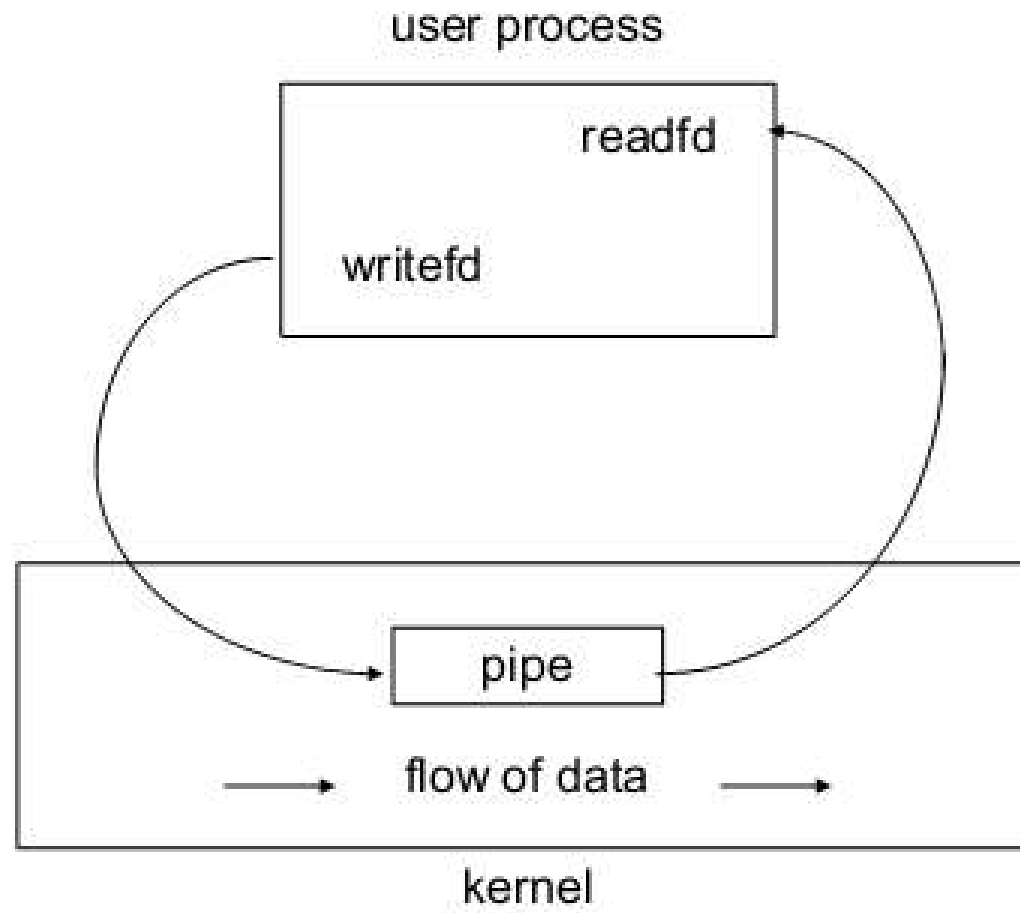 user process
readfd
writefd
pipe
flow of data
kernel